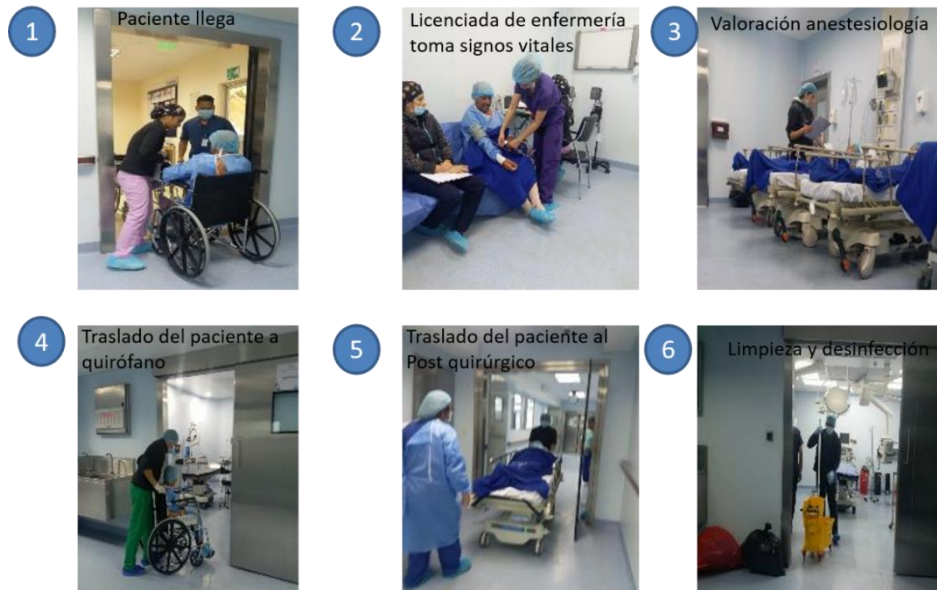 1
Paciente llega
2
Licenciada de enfermería
toma signos vitales
3
Valoración anestesiología
4
Traslado del paciente a
quirófano
5
Traslado del paciente al
Post quirúrgico
6
Limpieza y desinfección